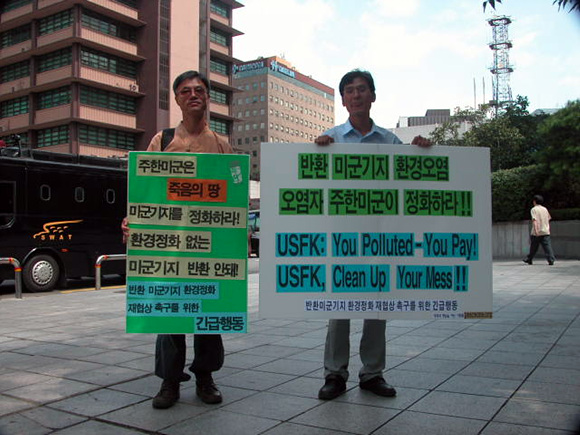 주한미군은
죽음의 땅
미군기지를 정화하라!
환경정화 없는
미군기지 반환 안돼!
반환 미군기지 환경정화
재협상 촉구를 위한
긴급행동
반환 미군기지 환경오염
오염자 주한미군이 정화하라!!
USFK: You Polluted-You Pay!
USFK, Clean Up Your Mess!!
반환미군기지 환경정화 재협상 촉구를 위한 긴급행동
SWAT